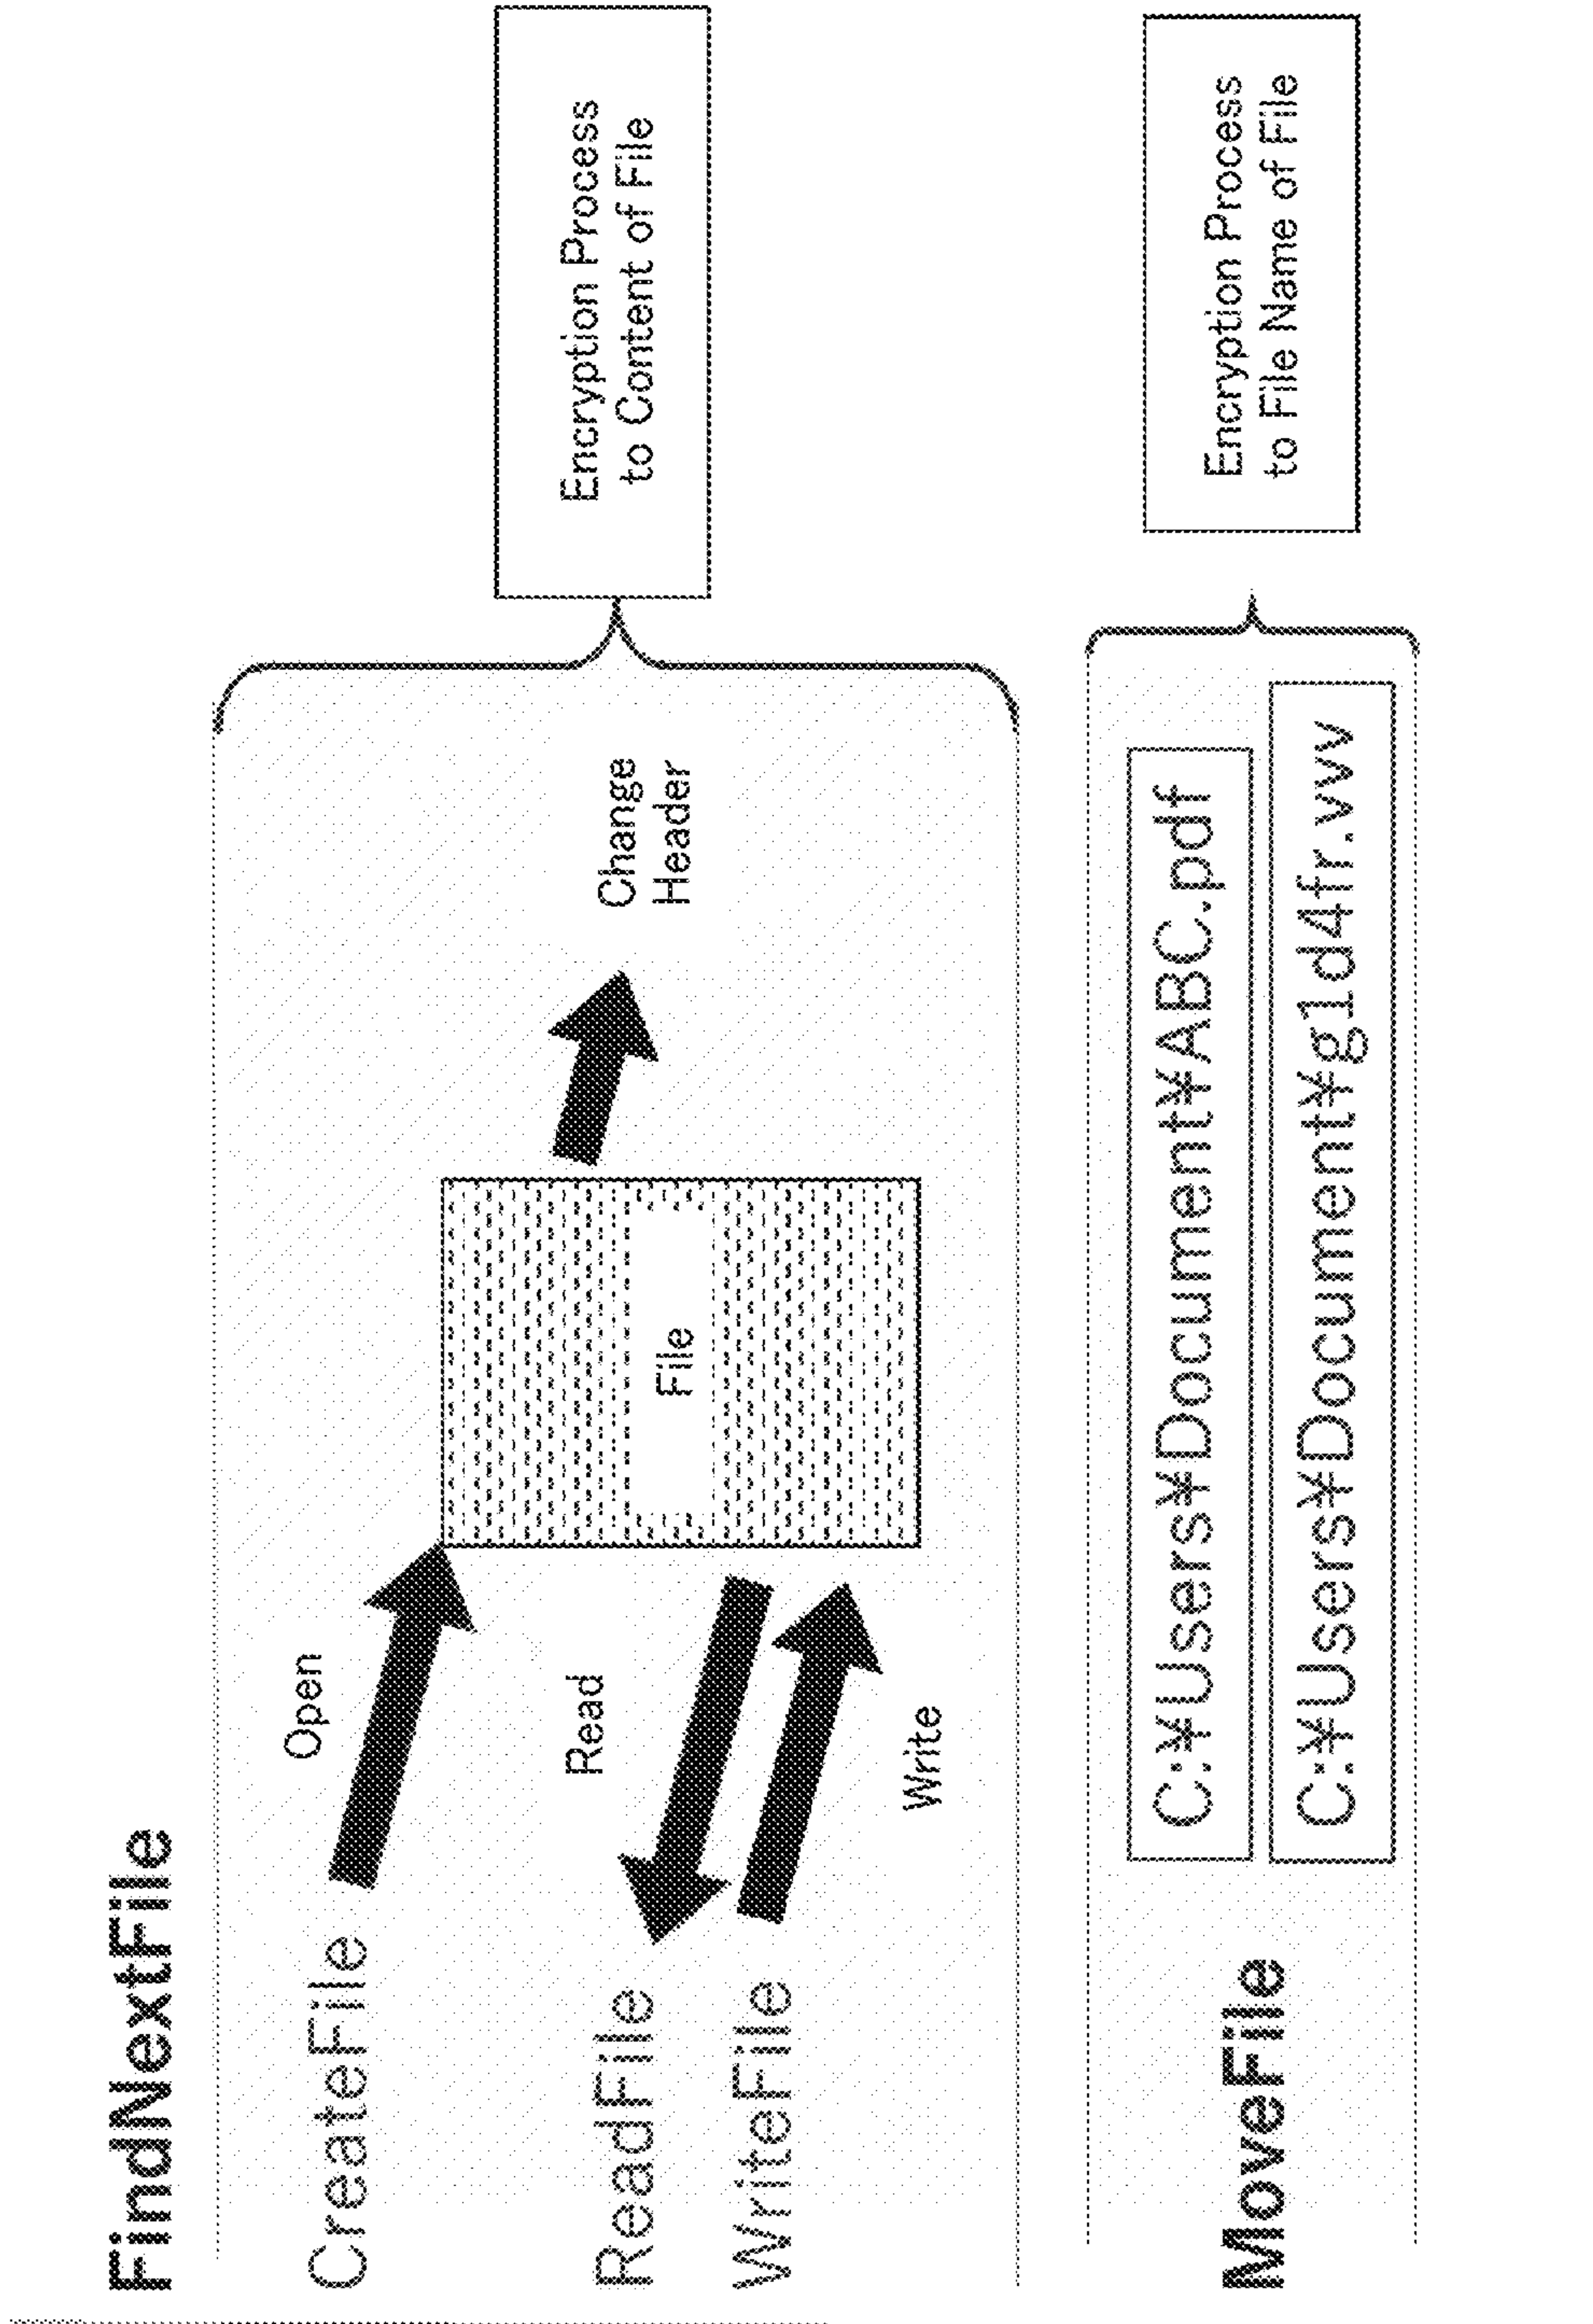 FindNextFile
CreateFile
Open
ReadFile
Read
WriteFile
Write
File
Change
Header
Encryption Process
to Content of File
MoveFile
C:¥Users¥Document¥ABC.pdf
C:¥Users¥Document¥g1d4fr.vvv
Encryption Process
to File Name of File